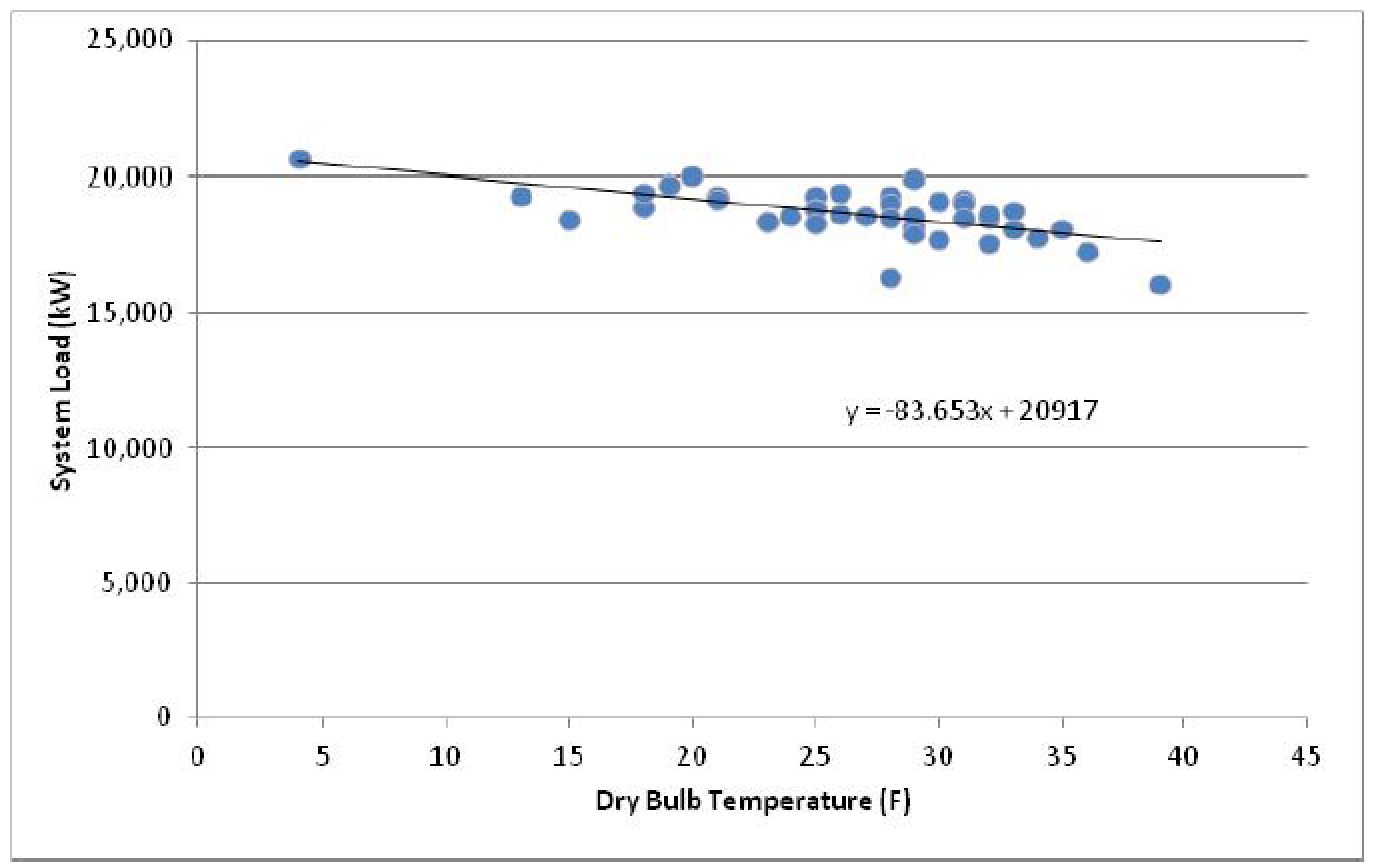 25,000
20,000
15,000
10,000
5,000
0
System Load (kW)
y = -83.653x + 20917
0 5 10 15 20 25 30 35 40 45
Dry Bulb Temperature (F)